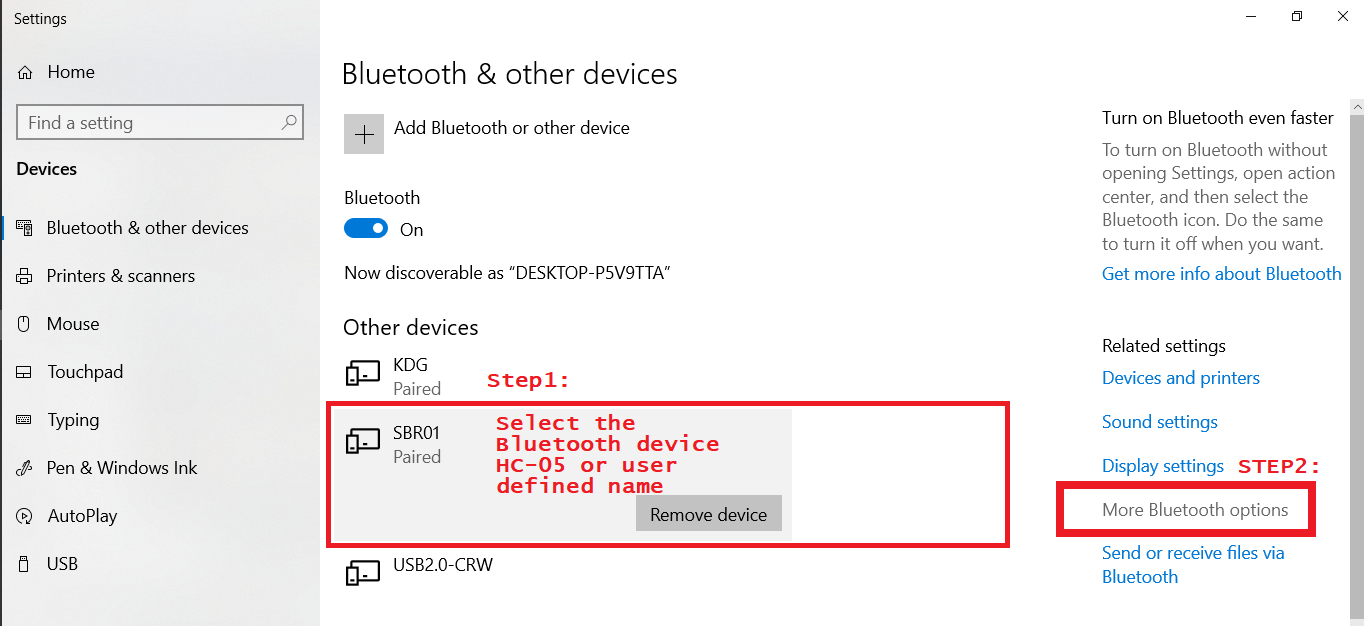 Settings
Home
Find a setting
Devices
Bluetooth & other devices
Printers & scanners
Mouse
Touchpad
Typing
Pen & Windows Ink
AutoPlay
USB
Bluetooth & other devices
Add Bluetooth or other device
Bluetooth
On
Now discoverable as “DESKTOP-P5V9TTA”
Other devices
KDG
Paired
Step1:
SBR01
Paired
Select the
Bluetooth device
HC-05 or user
defined name
Remove device
USB2.0-CRW
Turn on Bluetooth even faster
To turn on Bluetooth without
opening Settings, open action
center, and then select the
Bluetooth icon. Do the same
to turn it off when you want.
Get more info about Bluetooth
Related settings
Devices and printers
Sound settings
Display settings
STEP2:
More Bluetooth options
Send or receive files via
Bluetooth